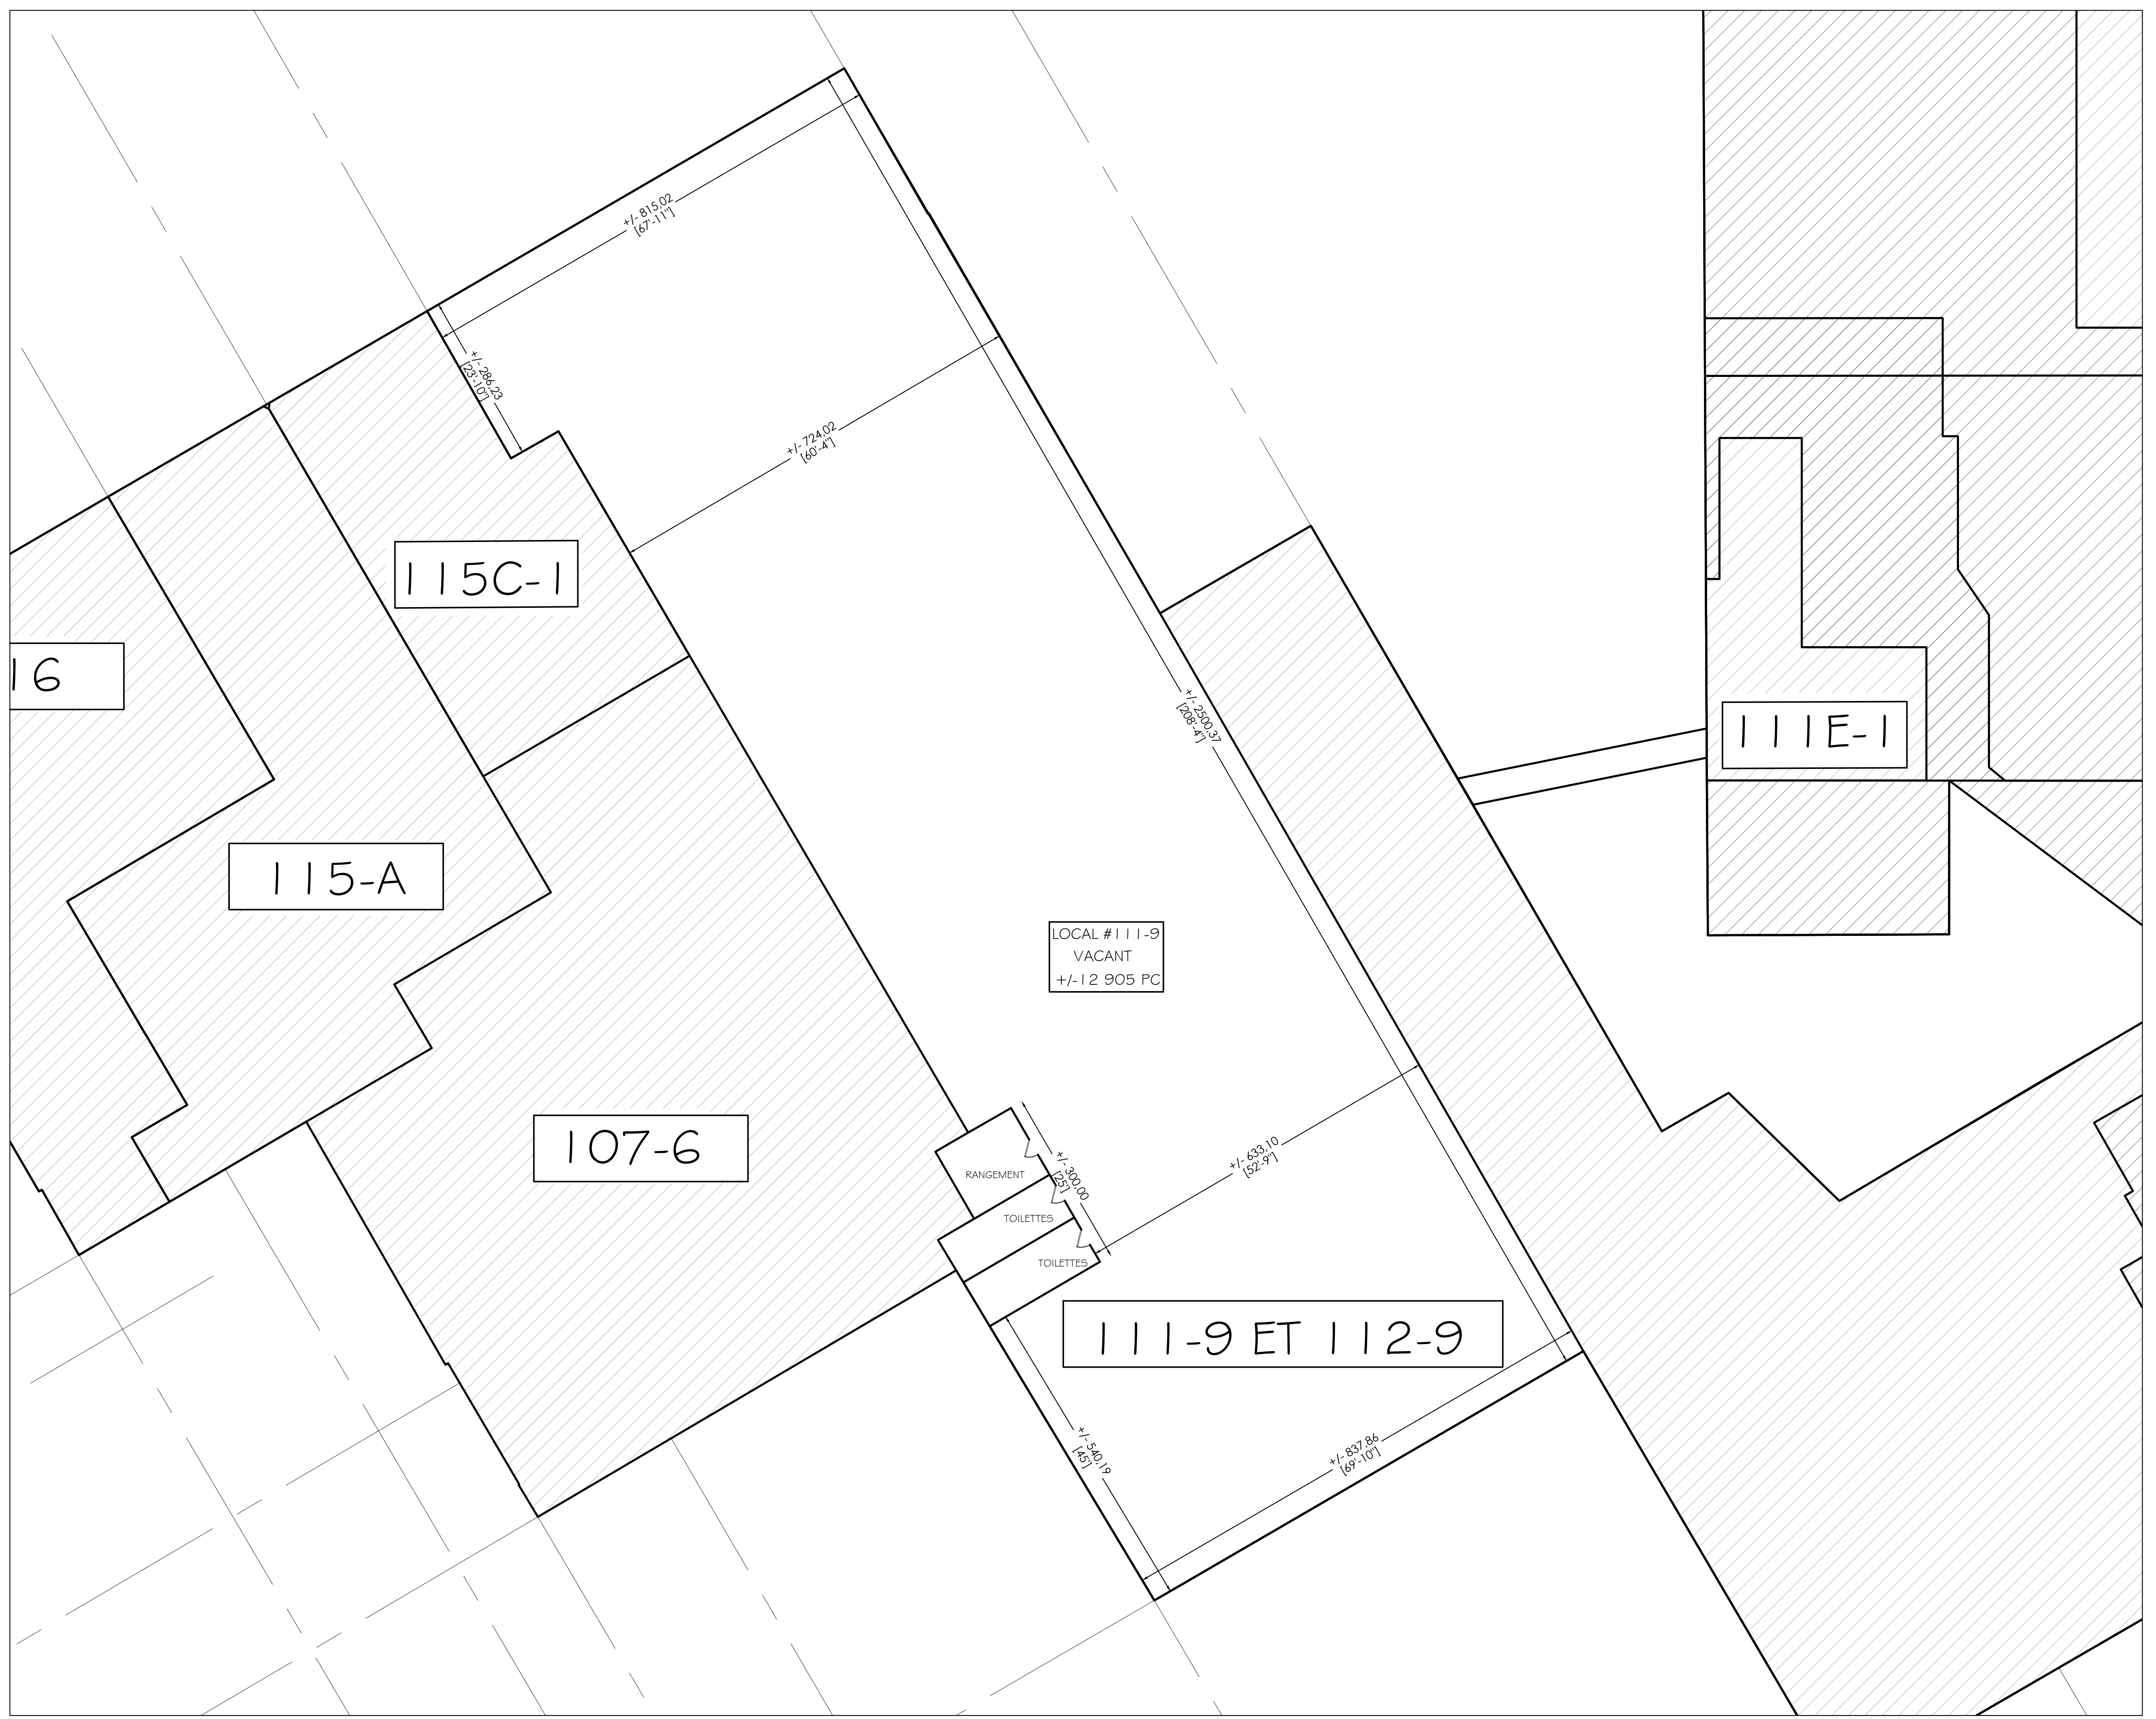 +/- 815,02
[67'-11"]
+/- 286,23
[23'-10"]
+/- 724,02
[60'-4"]
115C-1
16
+/- 2500,37
[208'-4"]
111E-1
115-A
LOCAL #111-9
VACANT
+/-12 905 PC
107-6
RANGEMENT
+/- 300,00
[25']
+/- 633,10
[52'-9"]
TOILETTES
TOILETTES
111-9 ET 112-9
+/- 540,19
[45']
+/- 837,86
[69'-10"]